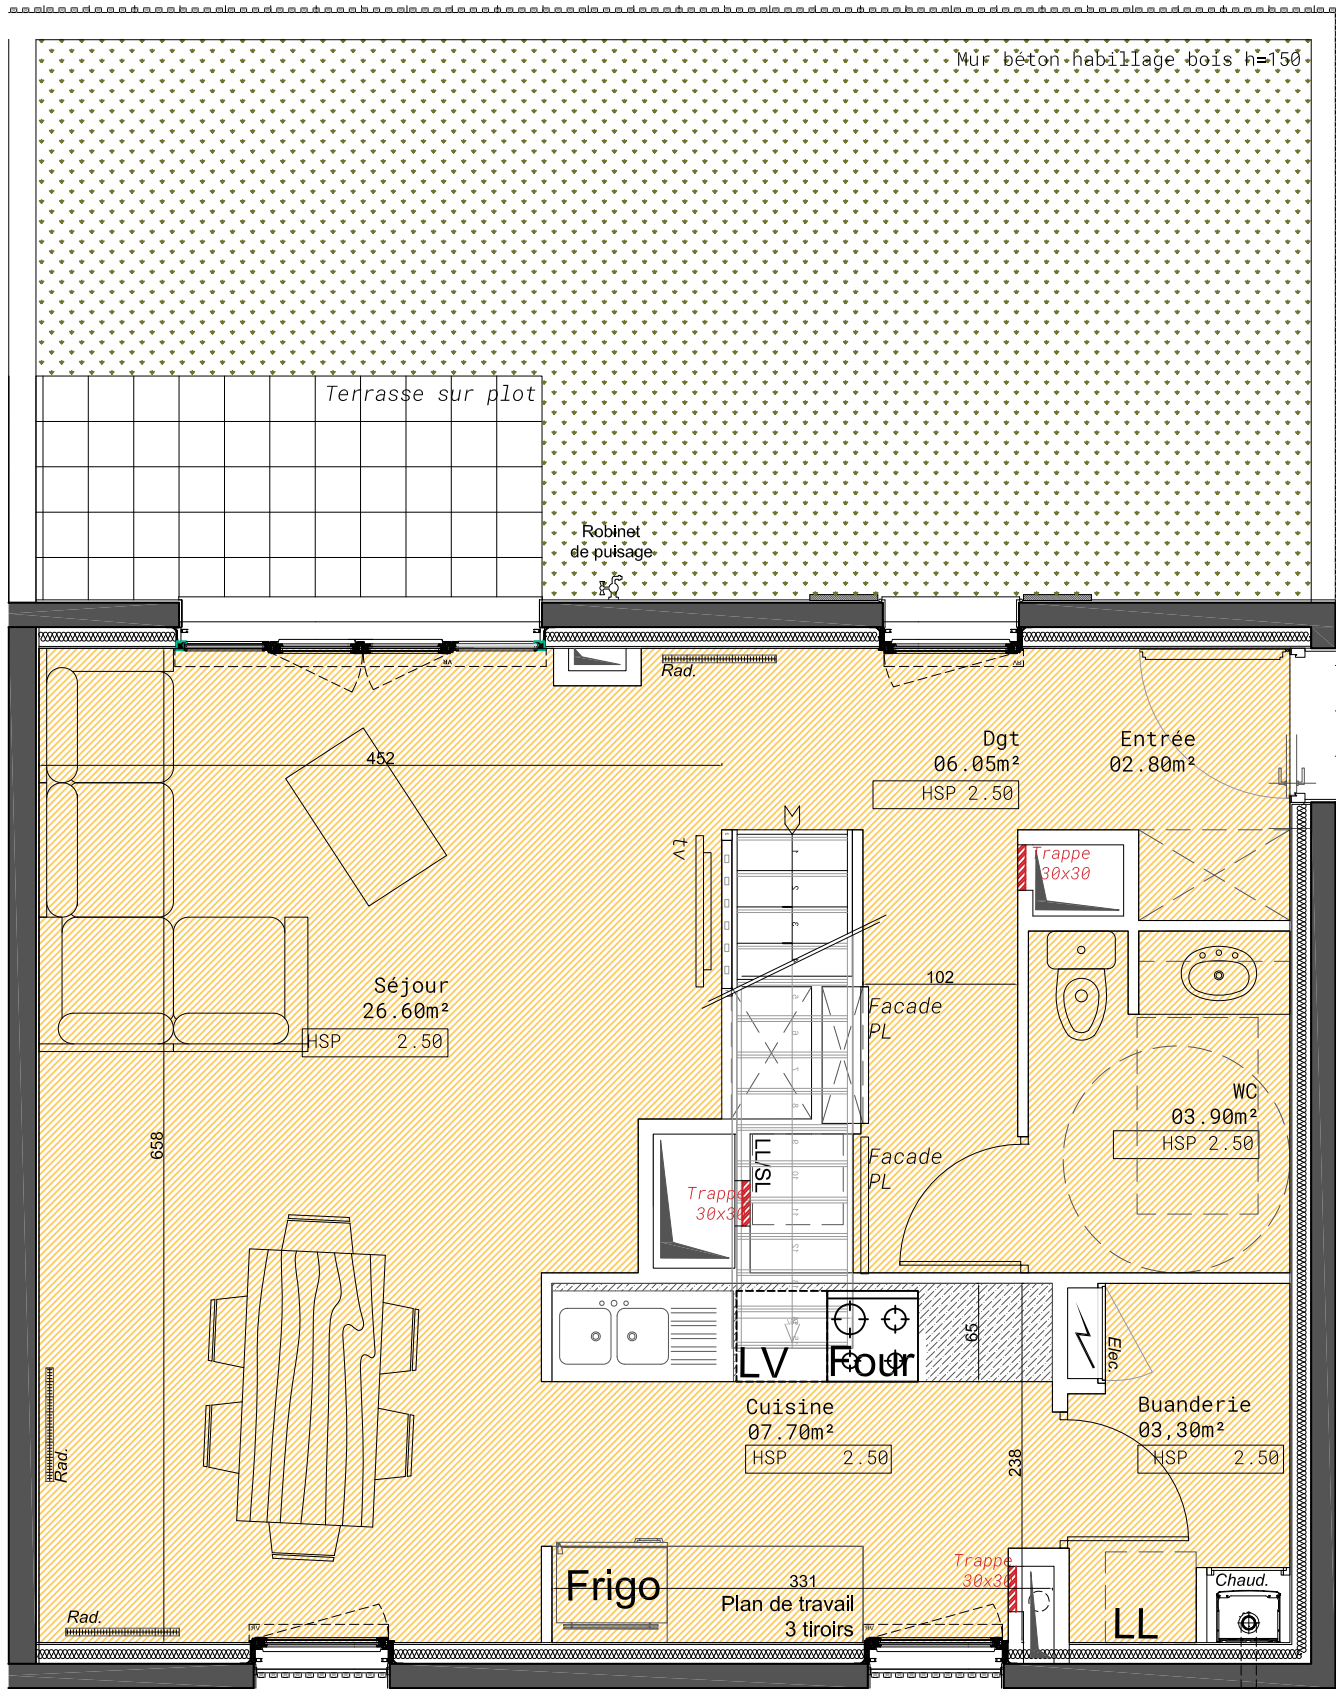 Mur béton habillage bois h=150
Terrasse sur plot
Robinet
de puisage
Rad.
452
Dgt
06.05m²
HSP 2.50
Entrée
02.80m²
tv
Trappe
30x30
Séjour
26.60m²
HSP 2.50
102
Facade
PL
WC
03.90m²
HSP 2.50
658
LL/SL
Facade
PL
Trappe
30x30
65
LV
Four
Elec.
Cuisine
07.70m²
HSP 2.50
Buanderie
03,30m²
HSP 2.50
238
Rad.
Trappe
30x30
Frigo
331
Plan de travail
3 tiroirs
Chaud.
LL
Rad.